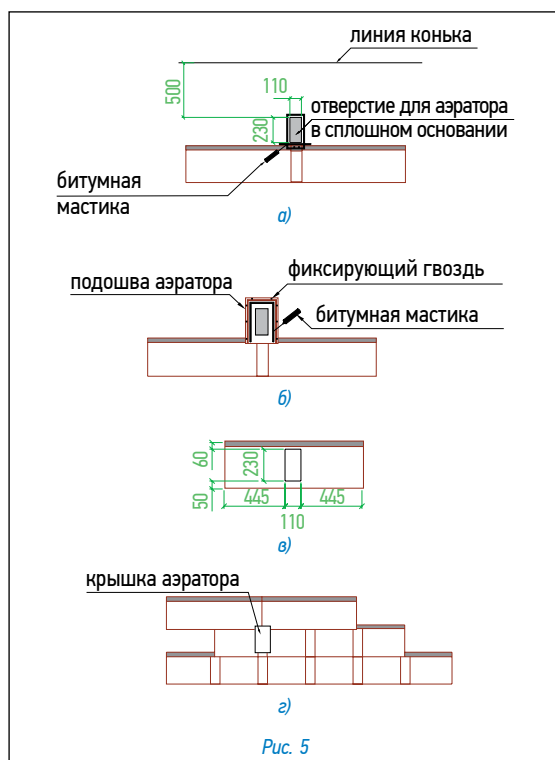 линия конька
110
500
230
отверстие для аэратора
в сплошном основании
битумная
мастика
а)
фиксирующий гвоздь
подошва аэратора
битумная мастика
б)
60
230
50
445
445
110
в)
крышка аэратора
г)
Рис. 5